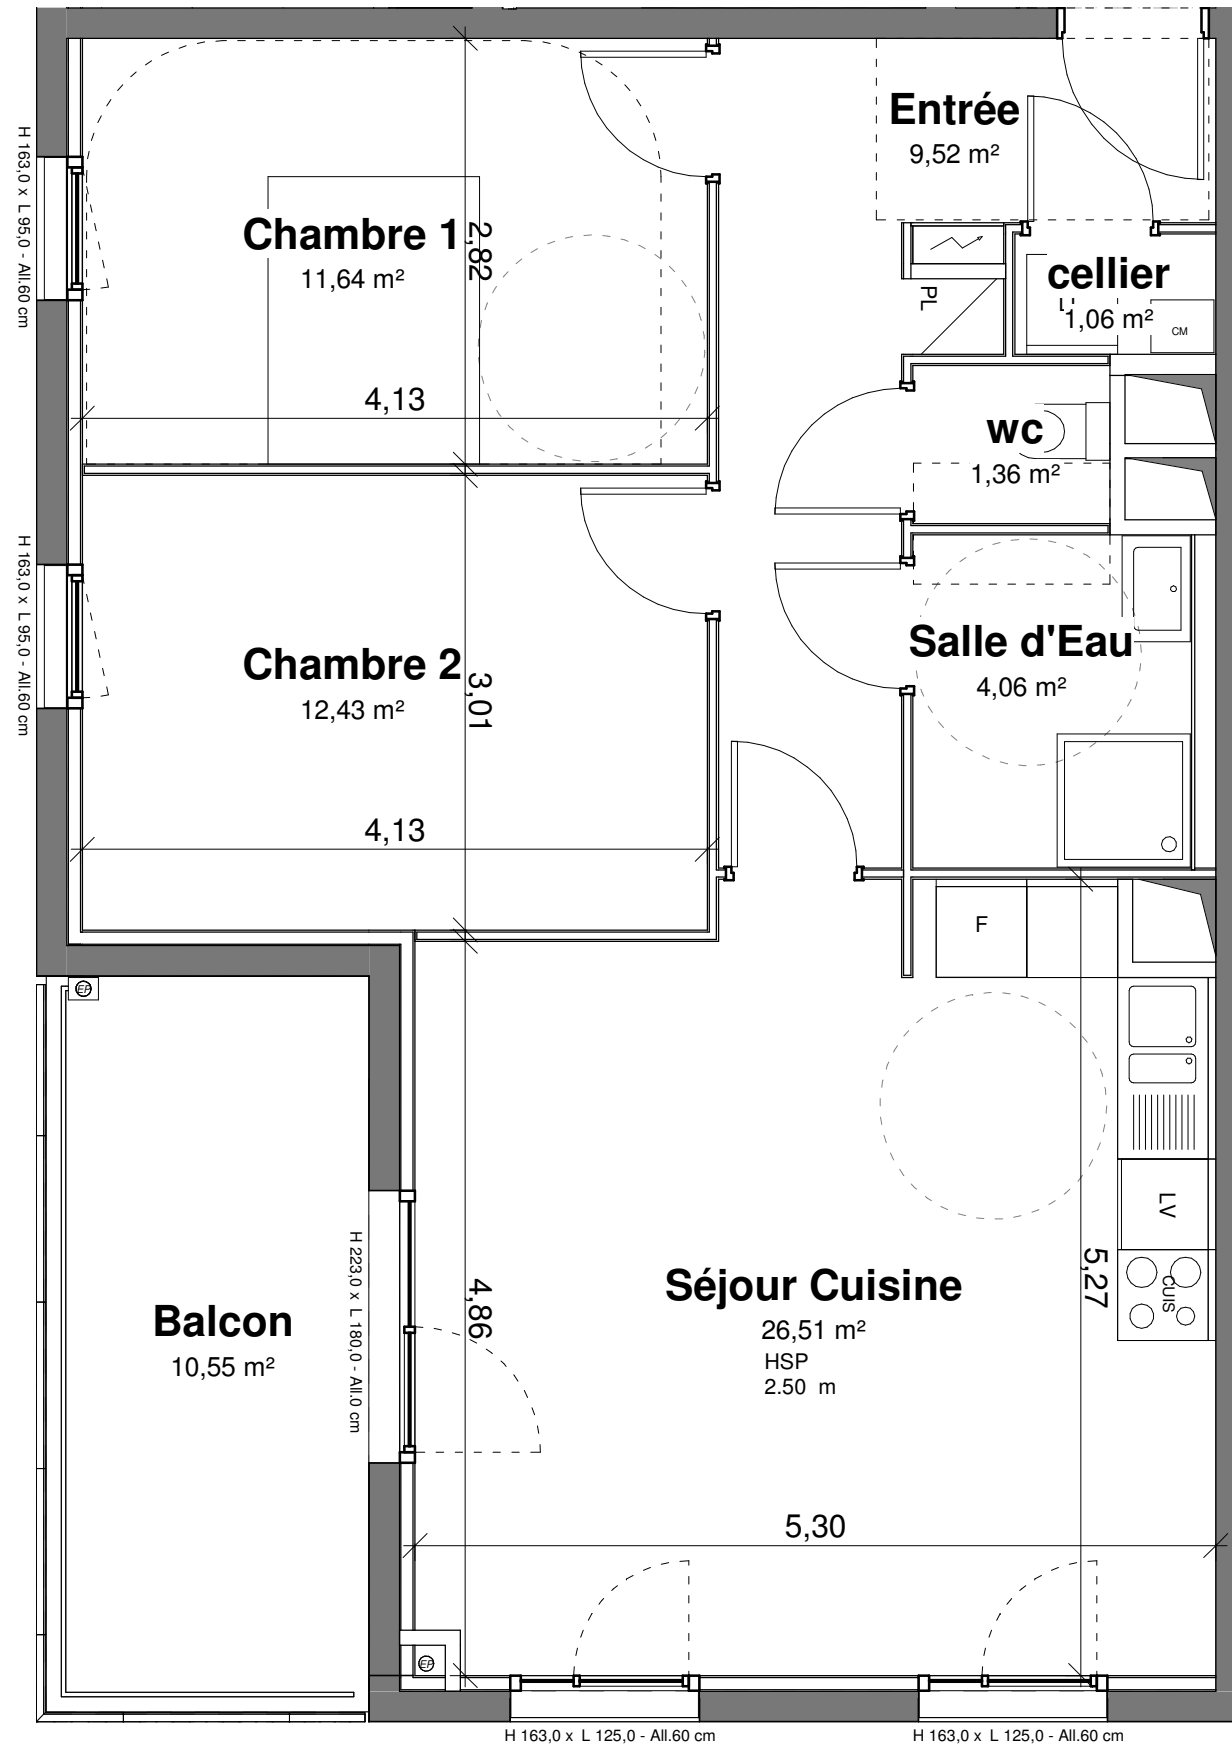 Entrée
9,52 m²
H 163,0 x L 95,0 - All.60 cm
Chambre 1
11,64 m²
2,82
4,13
PL
cellier
1,06 m²
CM
wc
1,36 m²
H 163,0 x L 95,0 - All.60 cm
Chambre 2
12,43 m²
3,01
4,13
Salle d'Eau
4,06 m²
F
EP
LV
CUIS
5,27
Séjour Cuisine
26,51 m²
HSP
2.50 m
4,86
H 223,0 x L 180,0 - All.0 cm
Balcon
10,55 m²
5,30
EP
H 163,0 x L 125,0 - All.60 cm
H 163,0 x L 125,0 - All.60 cm